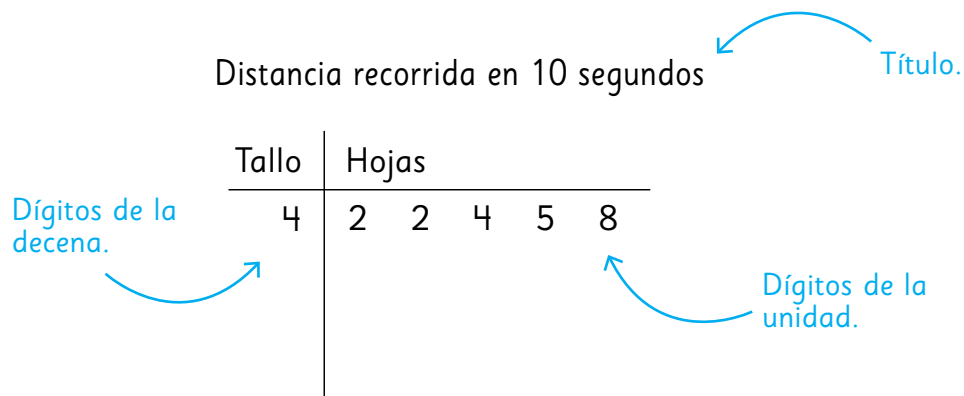 Título.
Distancia recorrida en 10 segundos
Tallo Hojas
4 2 2 4 5 8
Dígitos de la
decena.
Dígitos de la
unidad.